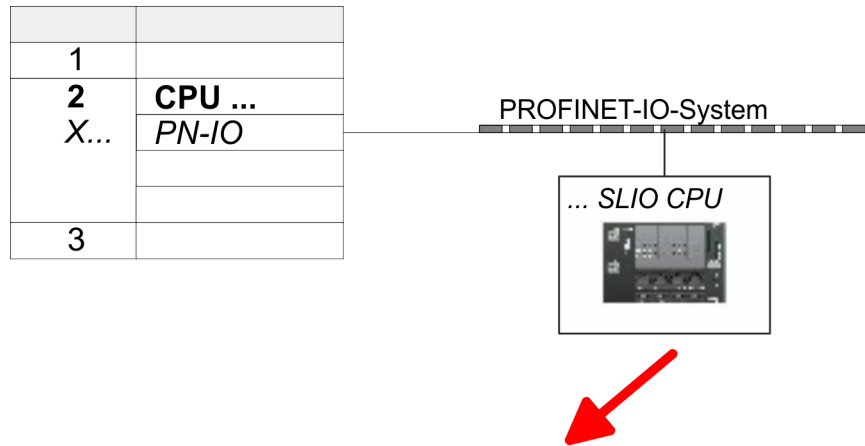 1
2 CPU ...
X... PN-IO
3
PROFINET-IO-System
... SLIO CPU